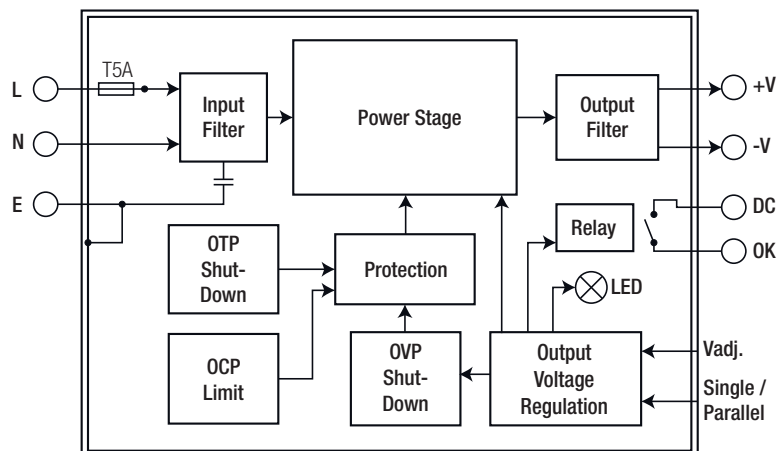 T5A
L
Input
Filter
Power Stage
Output
Filter
+V
N
-V
E
DC
Relay
OK
OTP
Shut-
Down
Protection
LED
OCP
Limit
OVP
Shut-
Down
Output
Voltage
Regulation
Vadj.
Single /
Parallel